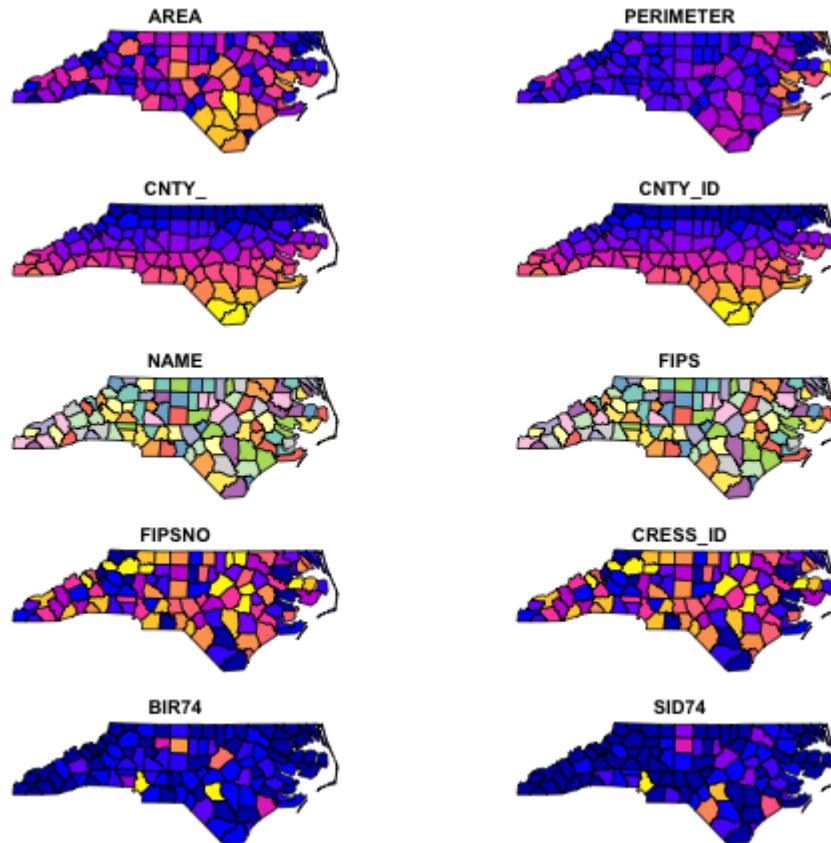 AREA
PERIMETER
CNTY_
CNTY_ID
NAME
FIPS
FIPSNO
CRESS_ID
BIR74
SID74